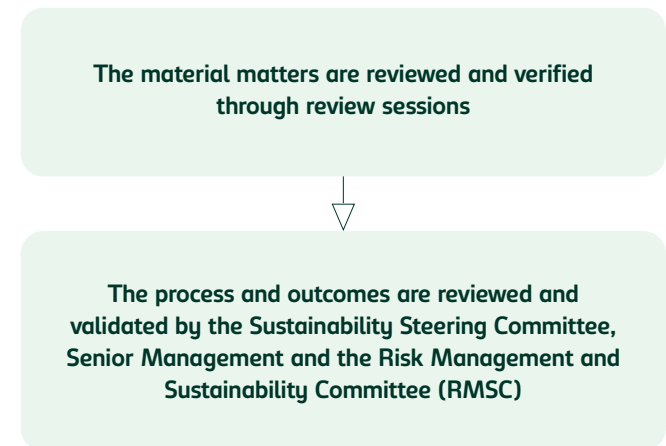 The material matters are reviewed and verified
through review sessions
The process and outcomes are reviewed and
validated by the Sustainability Steering Committee,
Senior Management and the Risk Management and
Sustainability Committee (RMSC)